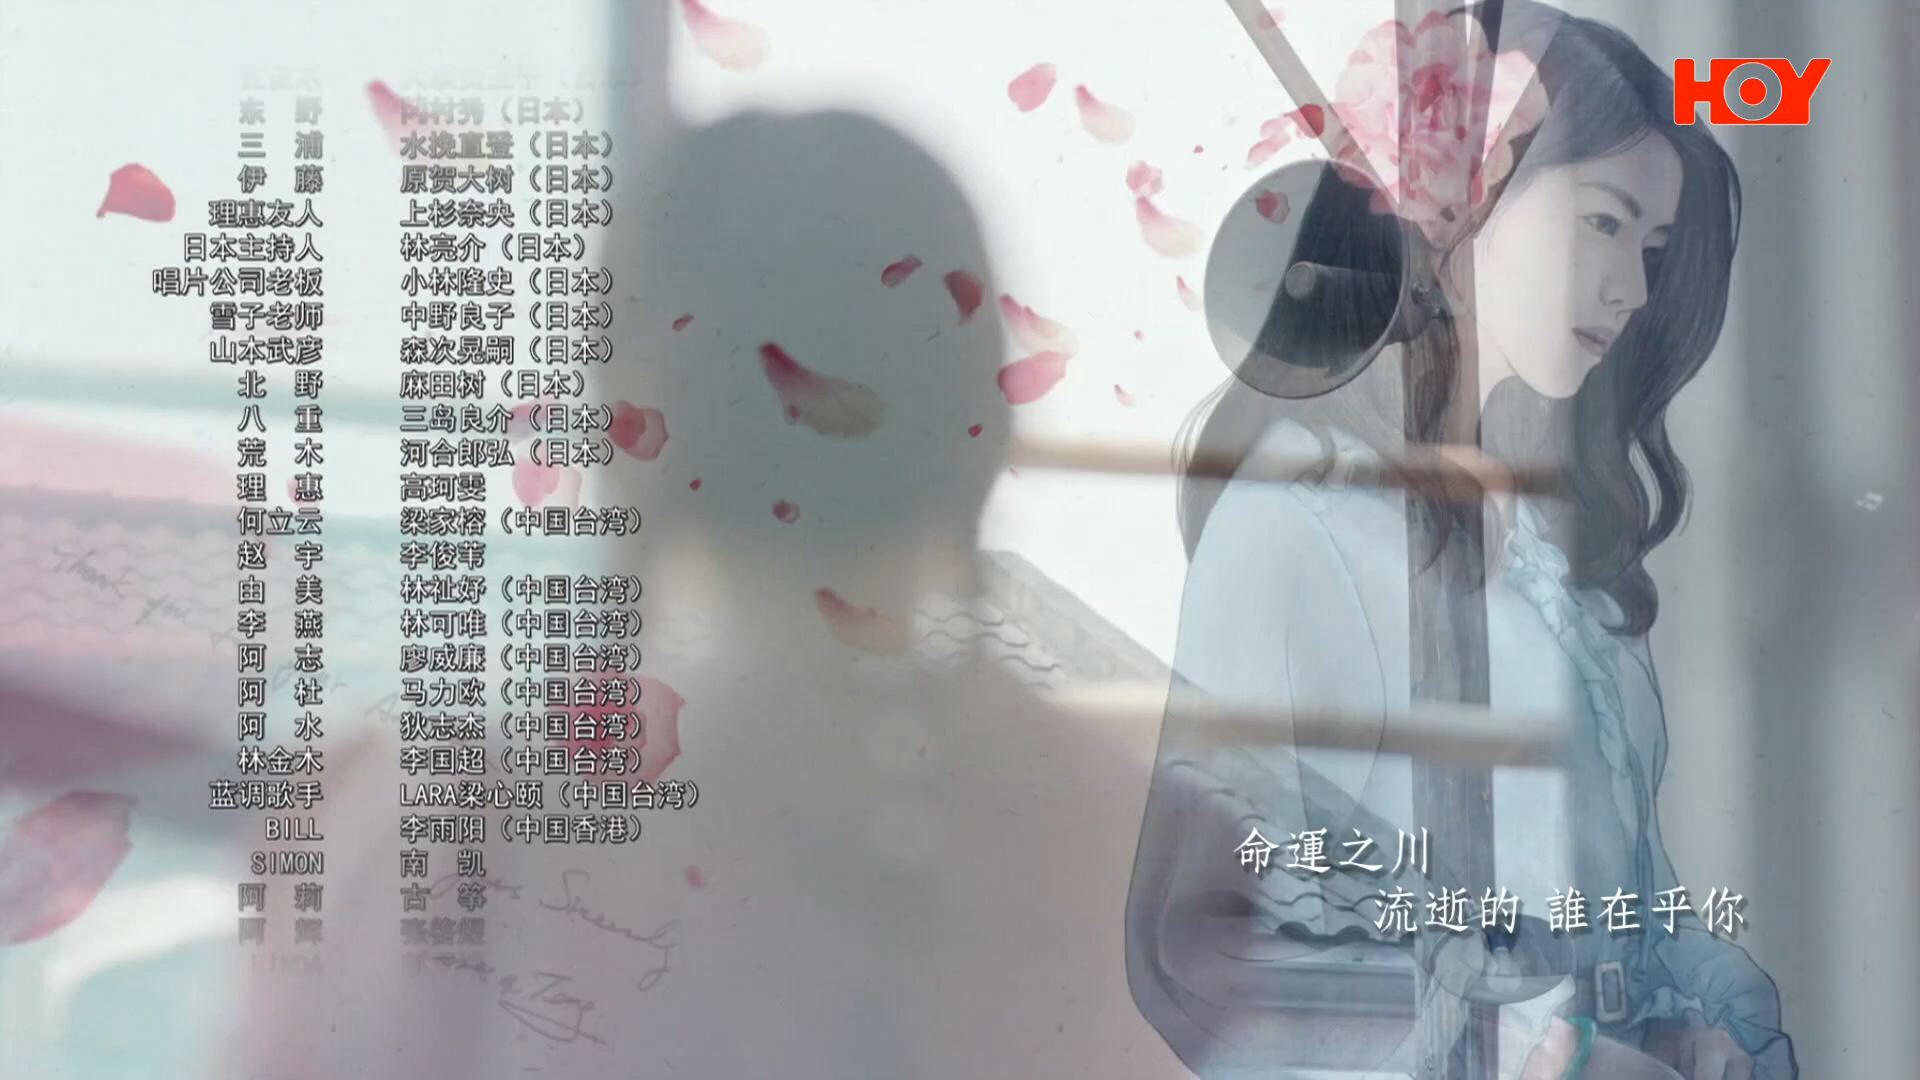 HOY
东 野 冈村秀（日本）
三 浦 水挽直登（日本）
伊 藤 原贺大树（日本）
理惠友人 上杉奈央（日本）
日本主持人 林亮介（日本）
唱片公司老板 小林隆史（日本）
雪子老师 中野良子（日本）
山本武彦 森次晃嗣（日本）
北 野 麻田树（日本）
八 重 三岛良介（日本）
荒 木 河合郎弘（日本）
理 惠 高珂雯
何立云 梁家榕（中国台湾）
赵 宇 李俊苇
由 美 林祉妤（中国台湾）
李 燕 林可唯（中国台湾）
阿 志 廖威廉（中国台湾）
阿 杜 马力欧（中国台湾）
阿 水 狄志杰（中国台湾）
林金木 李国超（中国台湾）
蓝调歌手 LARA梁心颐（中国台湾）
BILL 李雨阳（中国香港）
SIMON 南 凯
阿 莉 古 筝
阿 辉
LINDA
命運之川
流逝的 誰在乎你
Thank you for
Yours Sincerely
Teresa Teng